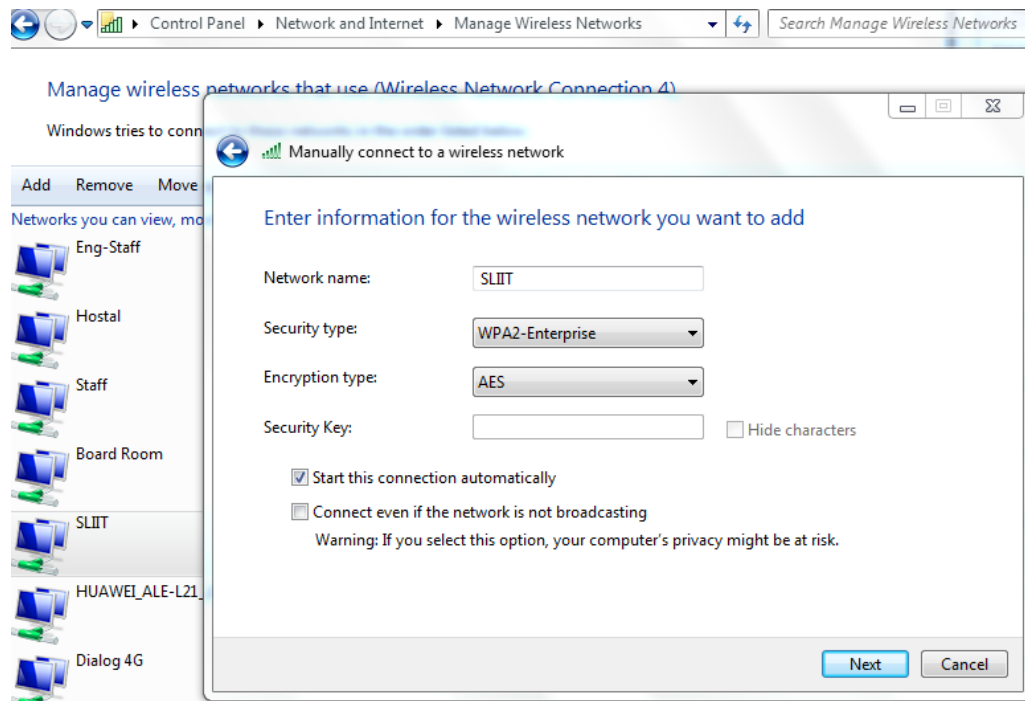 Control Panel Network and Internet Manage Wireless Networks Search Manage Wireless Networks
Manage wireless networks that use (Wireless Network Connection 4)
Windows tries to conn
Manually connect to a wireless network
Add Remove Move
Networks you can view, mo
Enter information for the wireless network you want to add
Eng-Staff
Hostal
Staff
Board Room
SLIIT
HUAWEI_ALE-L21_
Dialog 4G
Network name: SLIIT
Security type: WPA2-Enterprise
Encryption type: AES
Security Key: Hide characters
Start this connection automatically
Connect even if the network is not broadcasting
Warning: If you select this option, your computer's privacy might be at risk.
Next Cancel